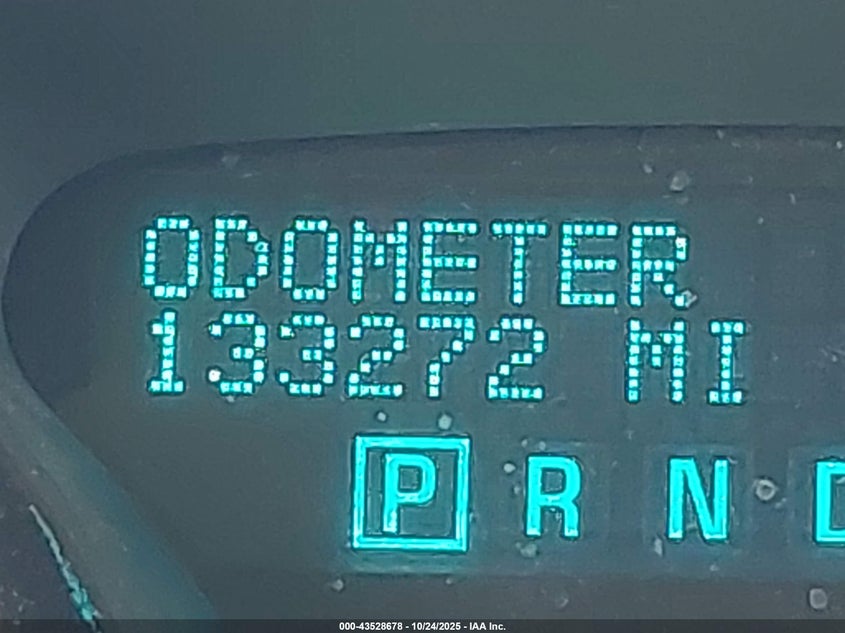 ODOMETER
133272 MI
P R N D
000-43528678 - 10/24/2025 - IAA Inc.